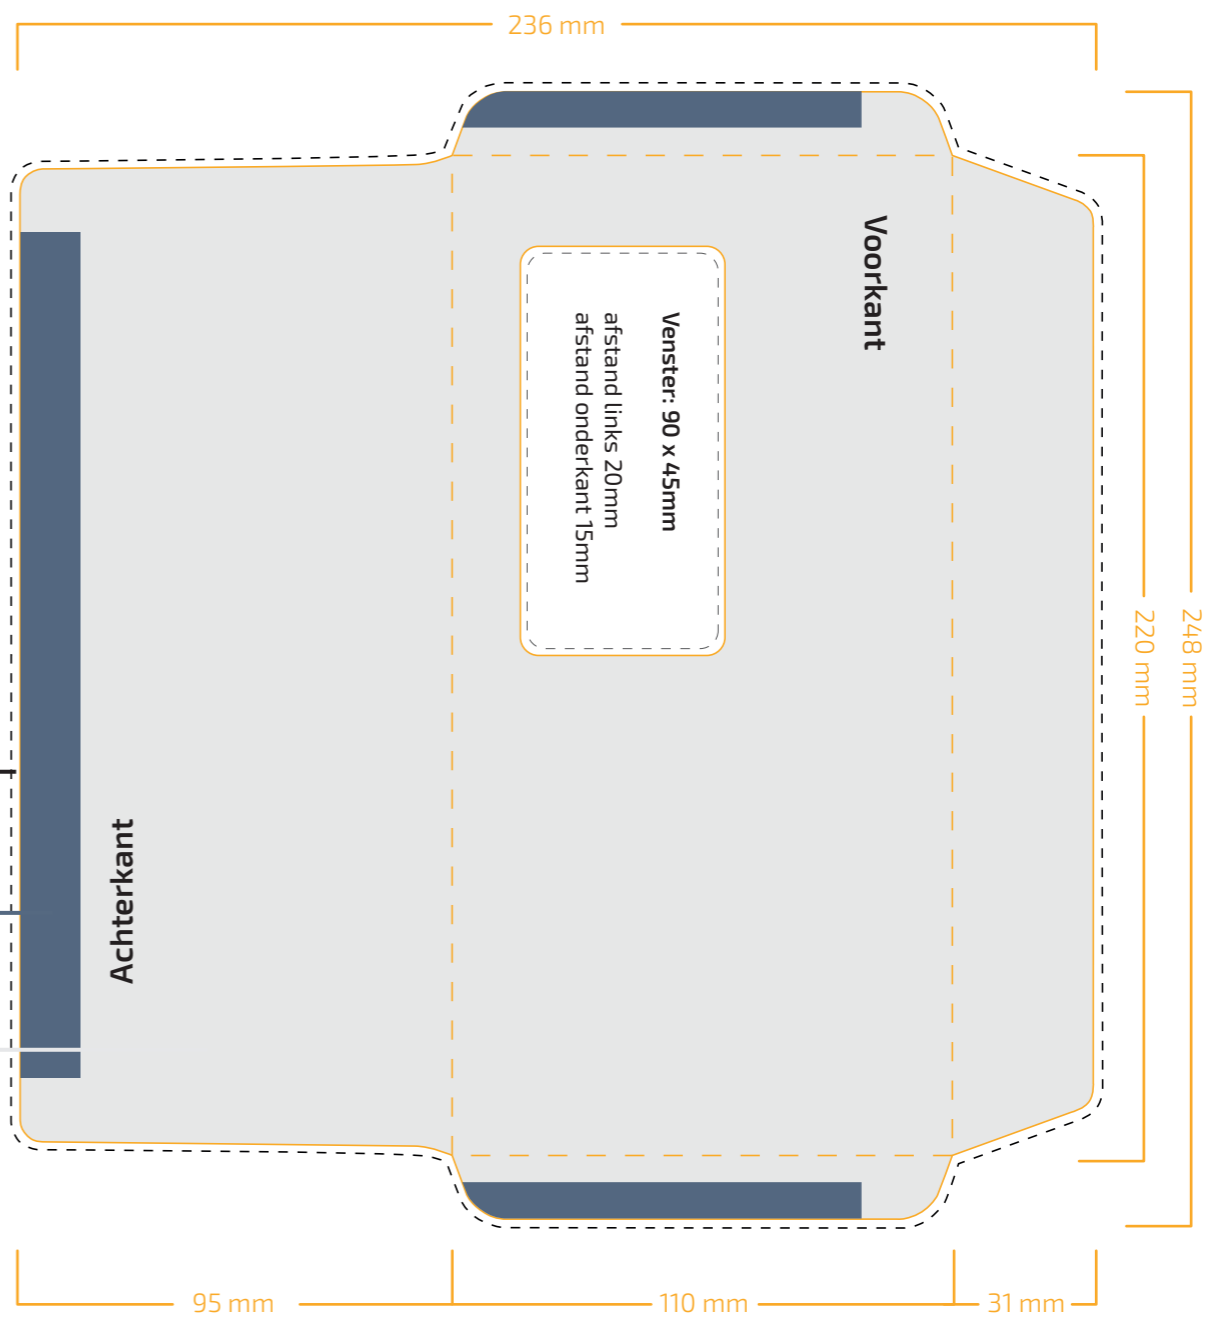 236 mm
Voorkant
Venster: 90 x 45mm
afstand links 20mm
afstand onderkant 15mm
Achterkant
220 mm
248 mm
95 mm
110 mm
31 mm